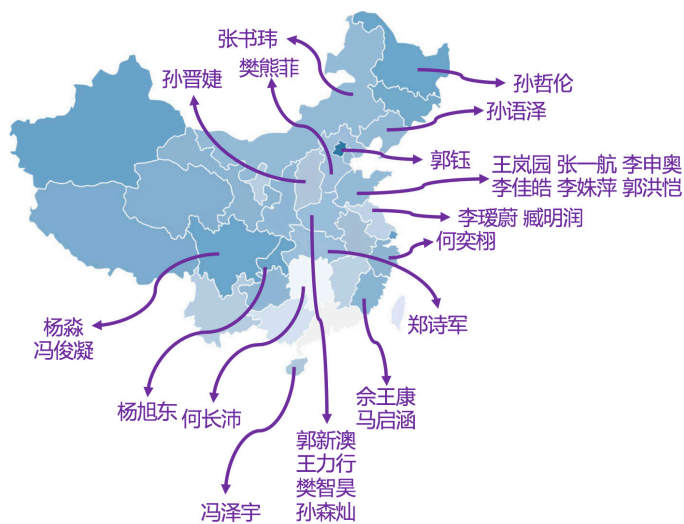 张书玮
樊熊菲
孙晋婕
孙哲伦
孙语泽
郭钰
王岚园 张一航 李申奥
李佳皓 李姝萍 郭洪恺
李瑷蔚 臧明润
何奕栩
郑诗军
杨淼
冯俊凝
杨旭东
何长沛
佘王康
马启涵
郭新澳
王力行
樊智昊
孙森灿
冯泽宇